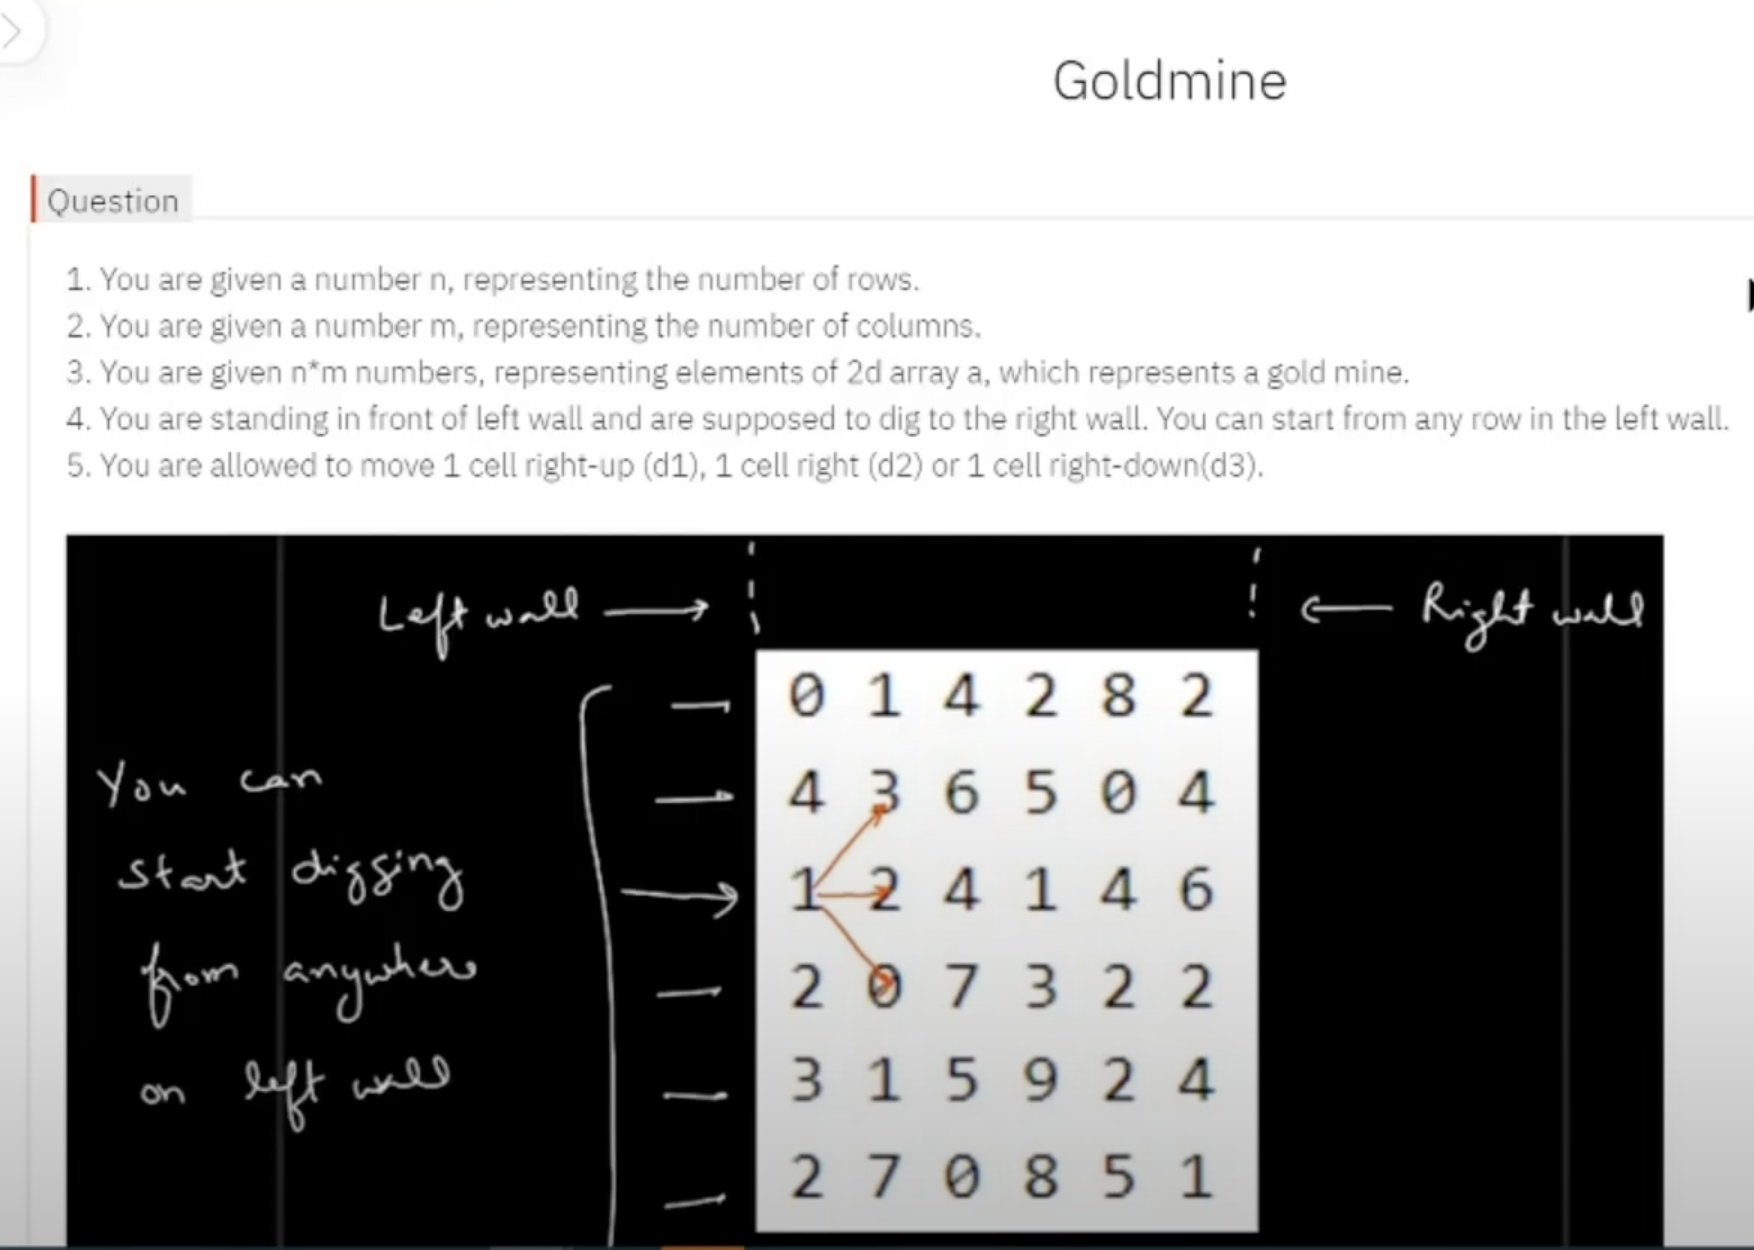 Goldmine
Question
1. You are given a number n, representing the number of rows.
2. You are given a number m, representing the number of columns.
3. You are given n*m numbers, representing elements of 2d array a, which represents a gold mine.
4. You are standing in front of left wall and are supposed to dig to the right wall. You can start from any row in the left wall.
5. You are allowed to move 1 cell right-up (d1), 1 cell right (d2) or 1 cell right-down(d3).
Left wall
Right wall
You can
start digging
from anywhere
on left wall
0 1 4 2 8 2
4 3 6 5 0 4
1 2 4 1 4 6
2 0 7 3 2 2
3 1 5 9 2 4
2 7 0 8 5 1